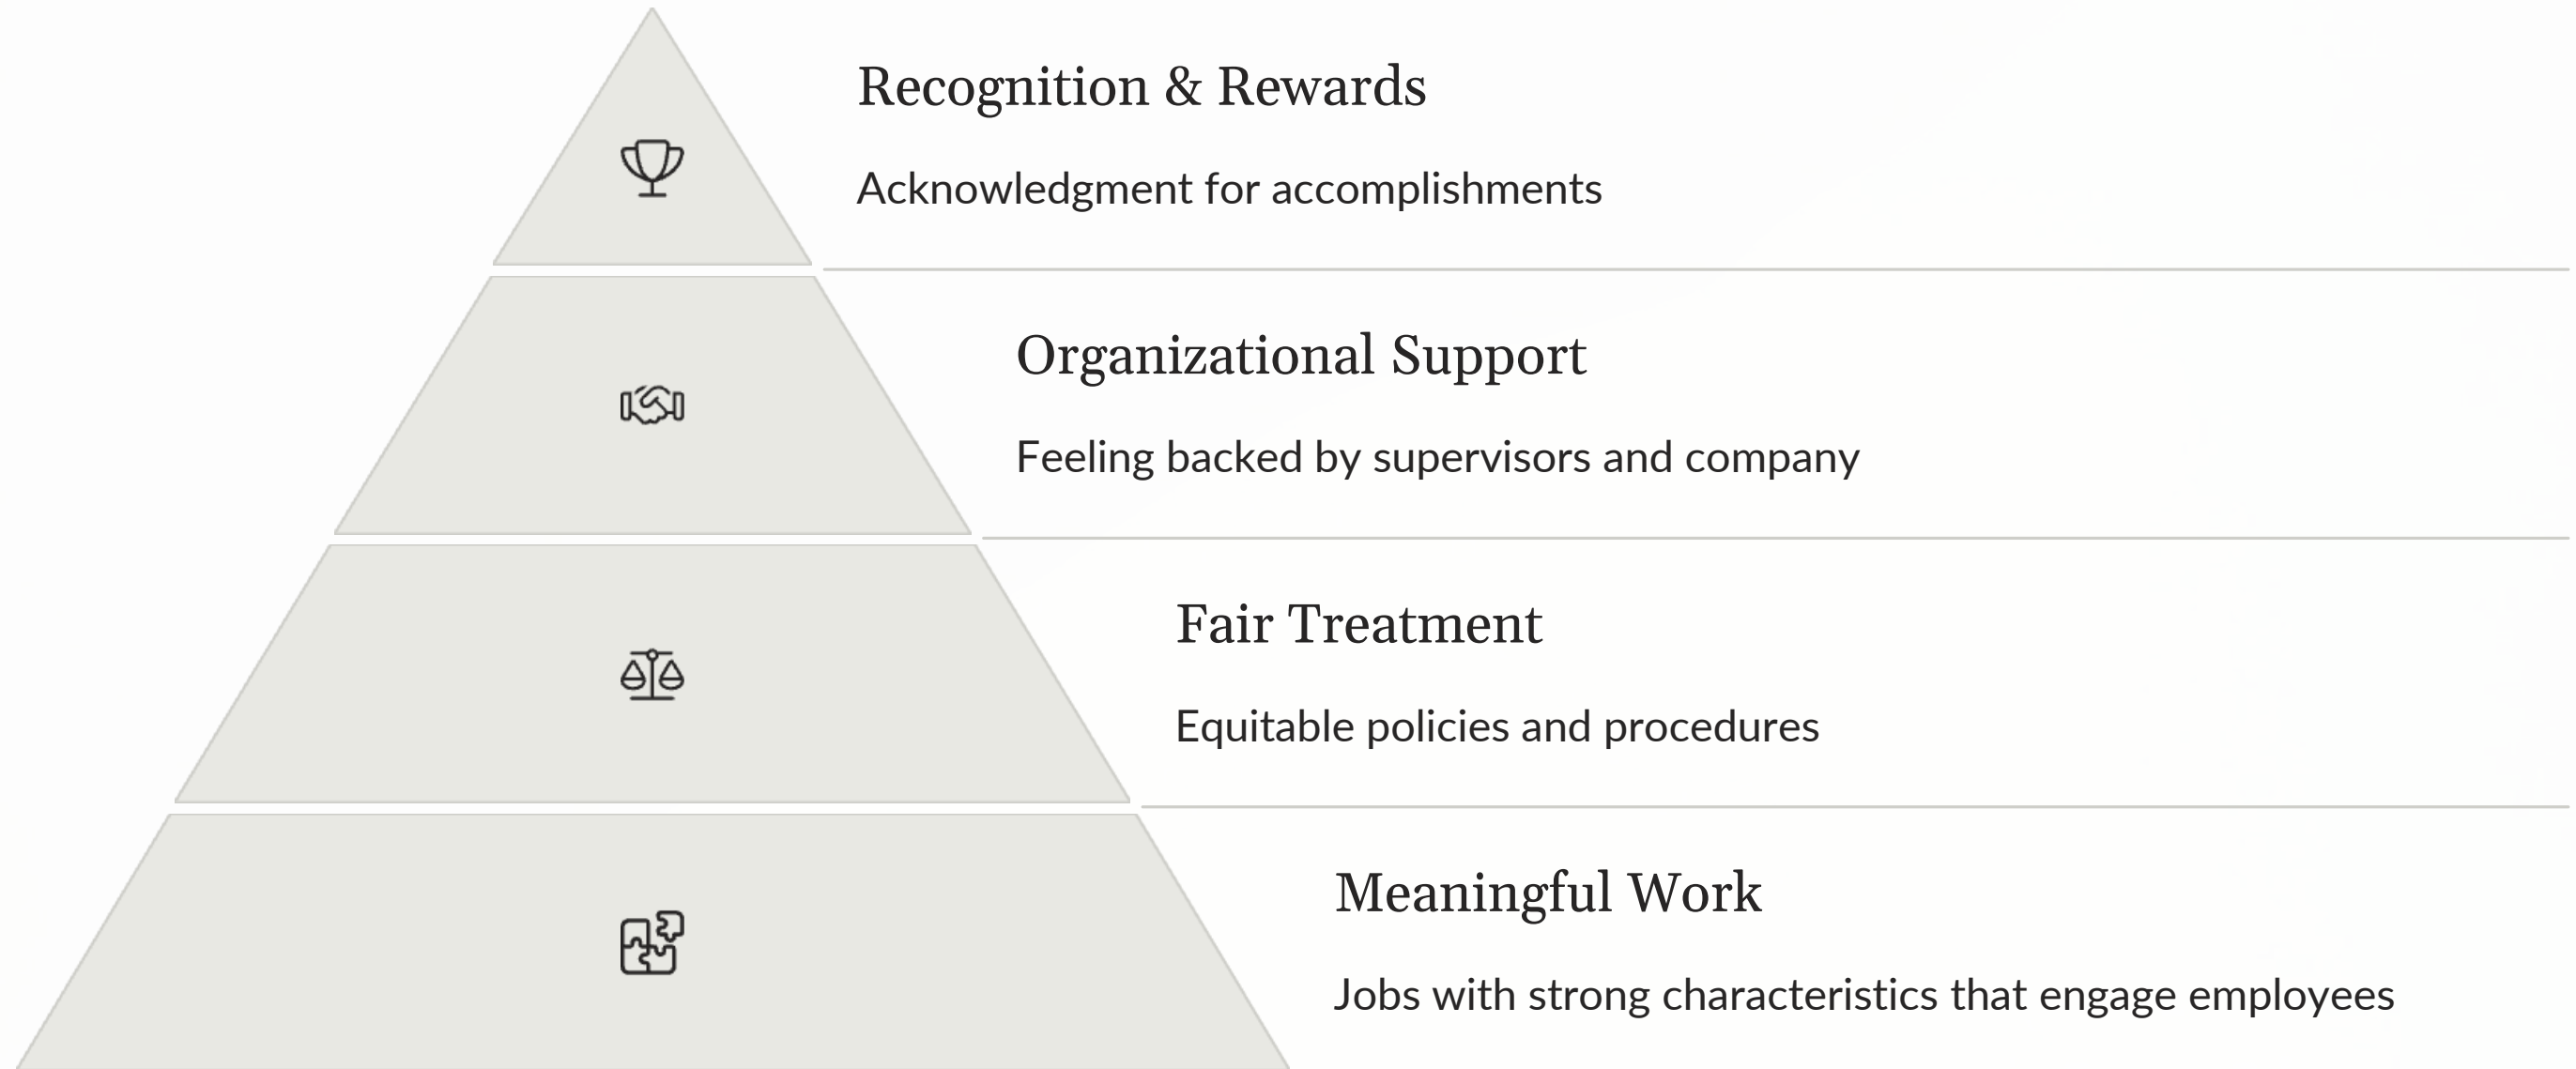 Recognition & Rewards
Acknowledgment for accomplishments
Organizational Support
Feeling backed by supervisors and company
Fair Treatment
Equitable policies and procedures
Meaningful Work
Jobs with strong characteristics that engage employees